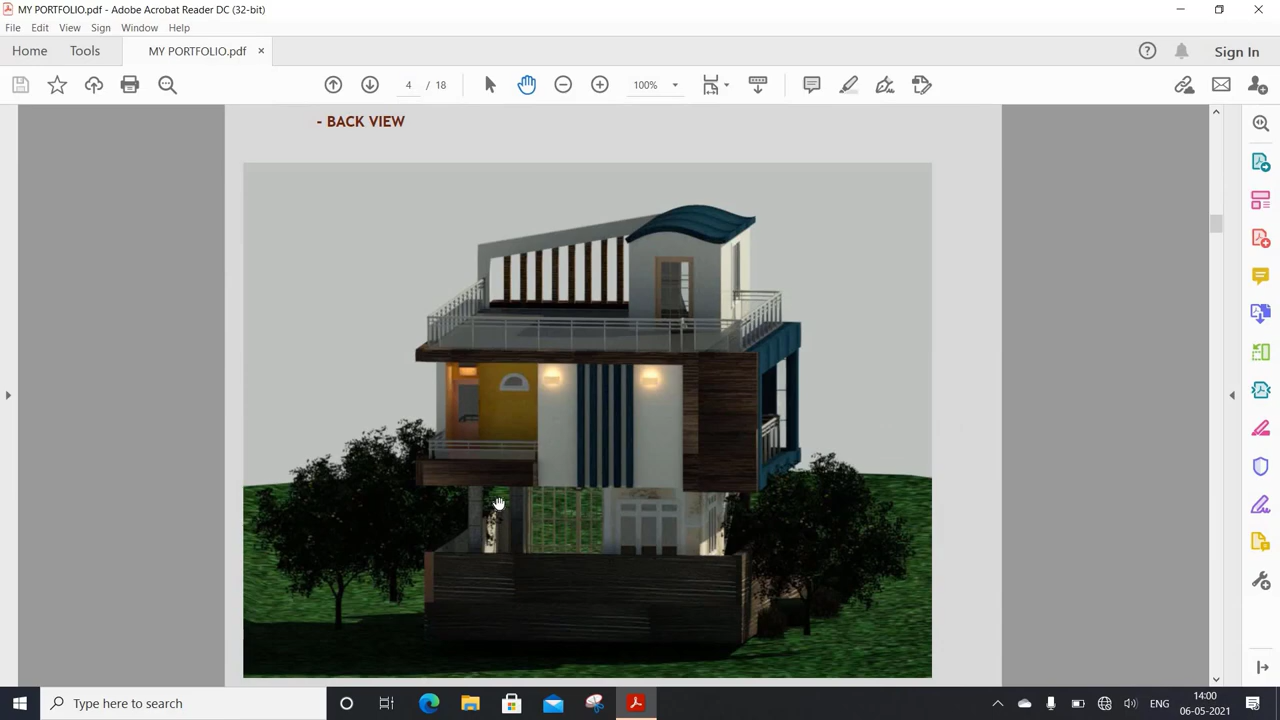 MY PORTFOLIO.pdf - Adobe Acrobat Reader DC (32-bit)
File Edit View Sign Window Help
Home Tools MY PORTFOLIO.pdf × Sign In
4 / 18 100%
- BACK VIEW
Type here to search
ENG
14:00
06-05-2021